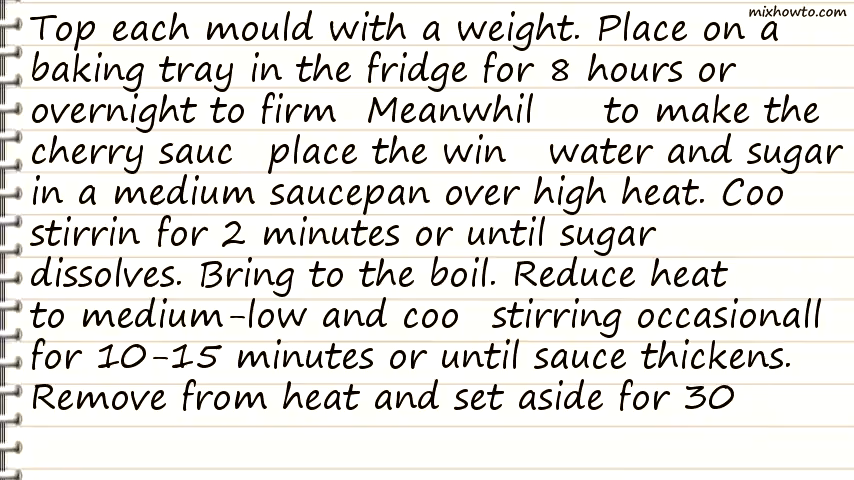 mixhowto.com
Top each mould with a weight. Place on a
baking tray in the fridge for 8 hours or
overnight to firm Meanwhil to make the
cherry sauc place the win water and sugar
in a medium saucepan over high heat. Coo
stirrin for 2 minutes or until sugar
dissolves. Bring to the boil. Reduce heat
to medium-low and coo stirring occasionall
for 10-15 minutes or until sauce thickens.
Remove from heat and set aside for 30